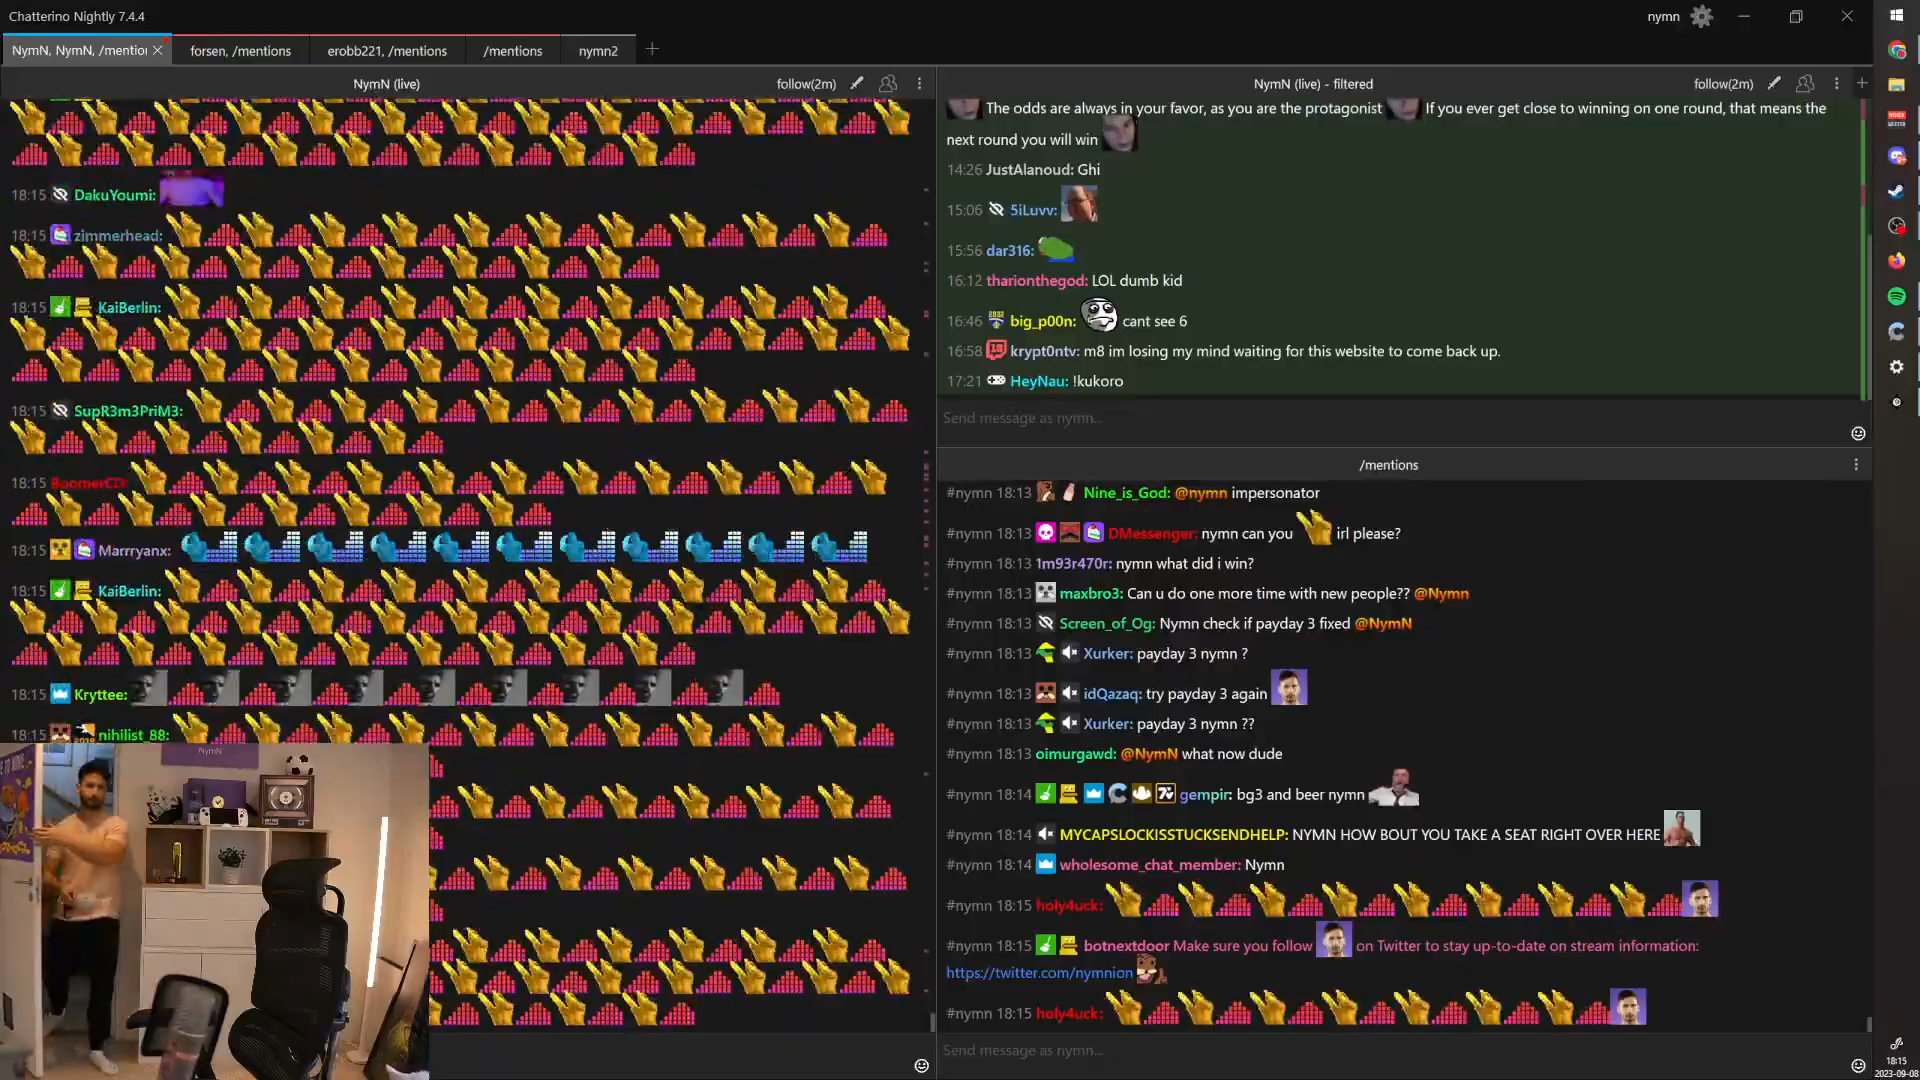 Chatterino Nightly 7.4.4
nymn
NymN, NymN, /mention
forsen, /mentions
erobb221, /mentions
/mentions
nymn2
NymN (live)
follow(2m)
18:15 DakuYoumi:
18:15 zimmerhead:
18:15 KaiBerlin:
18:15 SupR3m3PriM3:
18:15 BoomerCD:
18:15 Marrryanx:
18:15 KaiBerlin:
18:15 Kryttee:
18:15 nihilist_88:
NymN
NymN (live) - filtered
follow(2m)
The odds are always in your favor, as you are the protagonist If you ever get close to winning on one round, that means the
next round you will win
14:26 JustAlanoud: Ghi
15:06 5iLuvv:
15:56 dar316:
16:12 tharionthegod: LOL dumb kid
16:46 big_p00n: cant see 6
16:58 krypt0ntv: m8 im losing my mind waiting for this website to come back up.
17:21 HeyNau: !kukoro
Send message as nymn...
/mentions
#nymn 18:13 Nine_is_God: @nymn impersonator
#nymn 18:13 DMessenger: nymn can you irl please?
#nymn 18:13 1m93r470r: nymn what did i win?
#nymn 18:13 maxbro3: Can u do one more time with new people?? @Nymn
#nymn 18:13 Screen_of_Og: Nymn check if payday 3 fixed @NymN
#nymn 18:13 Xurker: payday 3 nymn ?
#nymn 18:13 idQazaq: try payday 3 again
#nymn 18:13 Xurker: payday 3 nymn ??
#nymn 18:13 oimurgawd: @NymN what now dude
#nymn 18:14 gempir: bg3 and beer nymn
#nymn 18:14 MYCAPSLOCKISSTUCKSENDHELP: NYMN HOW BOUT YOU TAKE A SEAT RIGHT OVER HERE
#nymn 18:14 wholesome_chat_member: Nymn
#nymn 18:15 holy4uck:
#nymn 18:15 botnextdoor Make sure you follow on Twitter to stay up-to-date on stream information:
https://twitter.com/nymnion
#nymn 18:15 holy4uck:
Send message as nymn...
18:15
2023-09-08